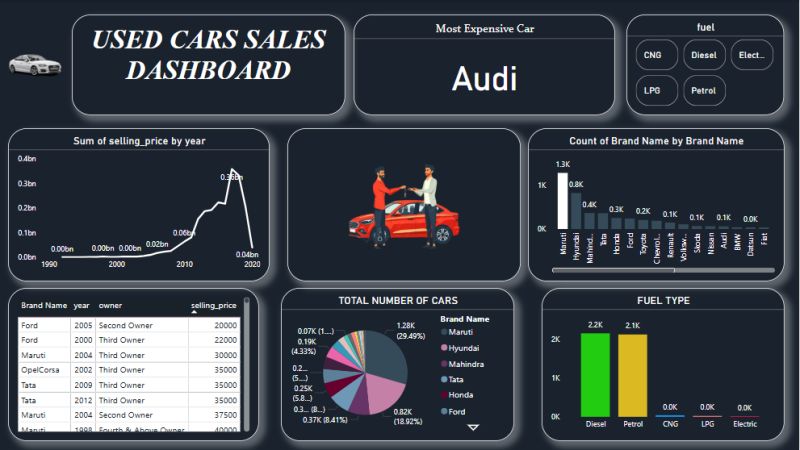 USED CARS SALES
DASHBOARD
Most Expensive Car
Audi
fuel
CNG
Diesel
Elect...
LPG
Petrol
Sum of selling_price by year
0.4bn
0.3bn
0.2bn
0.1bn
0.0bn
0.00bn
0.00bn
0.00bn
0.02bn
0.06bn
0.04bn
1990
2000
2010
2020
Count of Brand Name by Brand Name
1K
0K
1.3K
0.8K
0.4K
0.3K
0.2K
0.1K
0.1K
0.1K
0.0K
Maruti
Hyundai
Mahind...
Tata
Honda
Ford
Toyota
Chevrol...
Renault
Volksw...
Skoda
Nissan
Audi
BMW
Datsun
Fiat
Brand Name year owner selling_price
Ford 2005 Second Owner 20000
Ford 2000 Third Owner 22000
Maruti 2004 Third Owner 30000
OpelCorsa 2002 Third Owner 35000
Tata 2009 Third Owner 35000
Tata 2012 Third Owner 35000
Maruti 2004 Second Owner 37500
Maruti 1998 Fourth & Above Owner 40000
TOTAL NUMBER OF CARS
1.28K
(29.49%)
0.82K
(18.92%)
0.37K (8.41%)
0.3... (8...)
0.25K
(5.8...)
0.2...
(5....)
0.19K
(4.33%)
0.07K (1....)
Brand Name
Maruti
Hyundai
Mahindra
Tata
Honda
Ford
FUEL TYPE
2K
1K
0K
2.2K
2.1K
0.0K
0.0K
0.0K
Diesel
Petrol
CNG
LPG
Electric